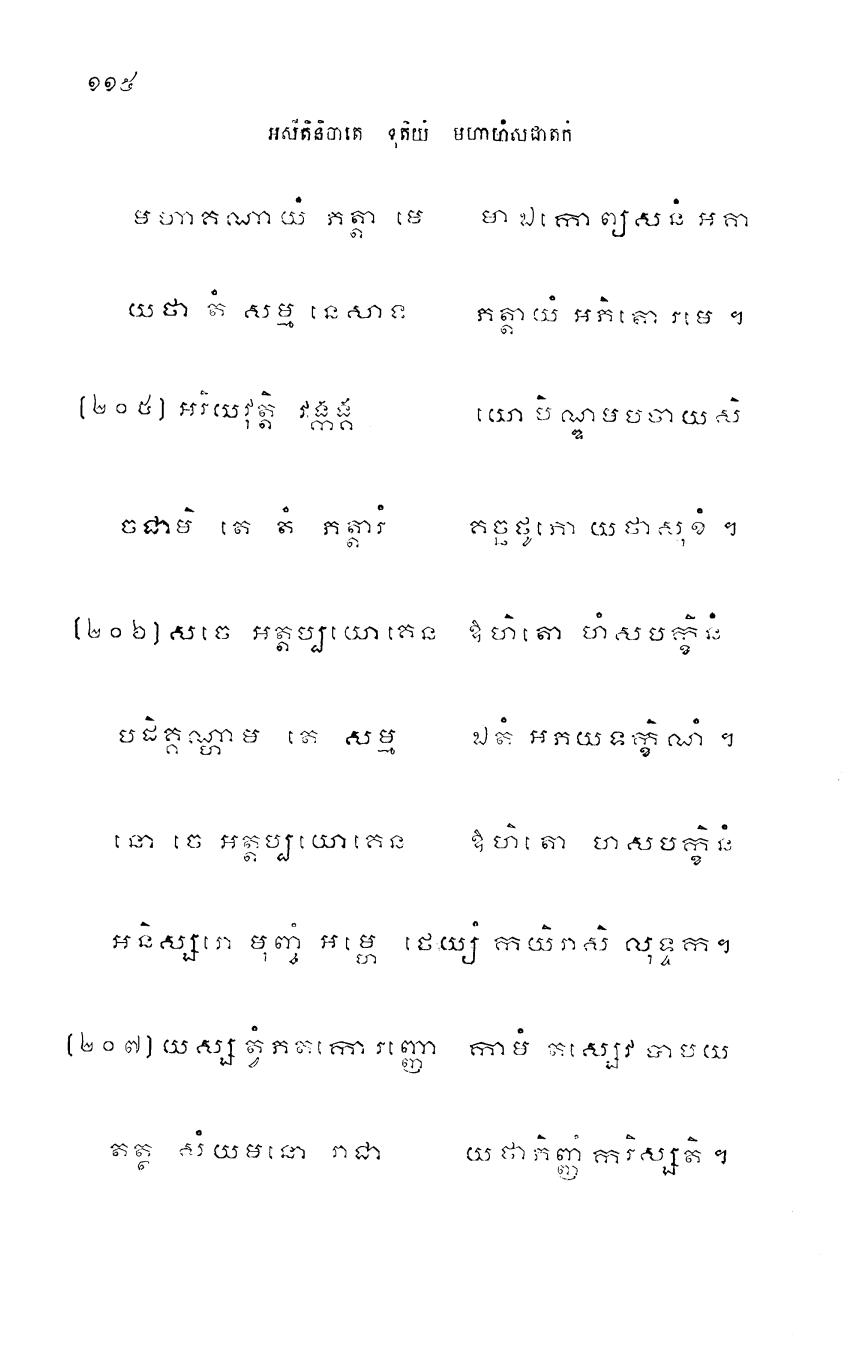 ១១៥
អសីតិនិបាតេ ទុតិយំ មហាហំសជាតកំ
មហាគណាយំ ភត្តា មេ មា ឯកោ ព្យសនំ អគា
យថា តំ សម្ម នេសាទ ភត្តាយំ អភិតោ រមេ ។
(២០៥) អរិយវុត្តិ វង្កង្គ យោ បិណ្ឌមបចាយសិ
ចជាមិ តេ តំ ភត្តារំ គច្ឆថូភោ យថាសុខំ ។
(២០៦) សចេ អត្តប្បយោគេន ឱហិតោ ហំសបក្ខិនំ
បដិគ្គណ្ហាម តេ សម្ម ឯតំ អភយទក្ខិណំ ។
នោ ចេ អត្តប្បយោគេន ឱហិតោ ហសបក្ខិនំ
អនិស្សរោ មុញ្ចំ អម្ហេ ថេយ្យំ កយិរាសិ លុទ្ទក។
(២០៧) យស្ស ត្វំភតកោ រញ្ញោ កាមំ តស្សេវ បាបយ
តត្ថ សំយមនោ រាជា យថាភិញ្ញំ ករិស្សតិ ។